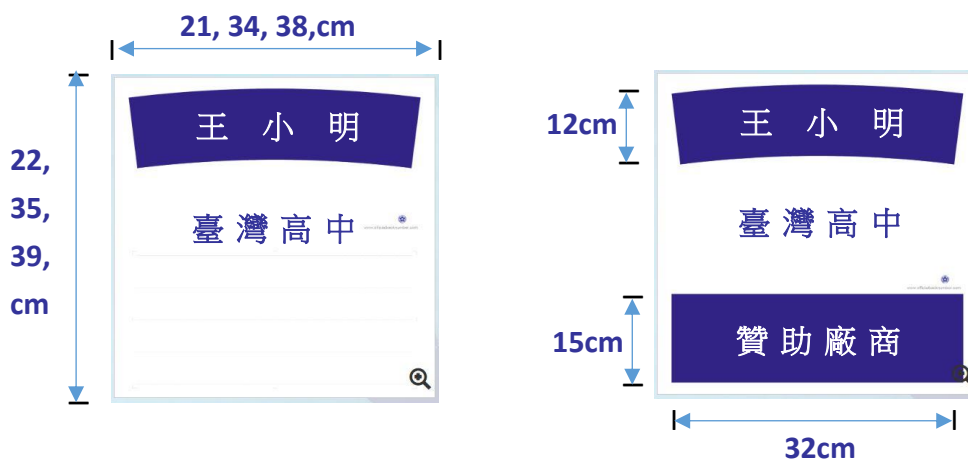 21, 34, 38,cm
王 小 明
22,
35,
39,
cm
臺 灣 高 中
12cm
王 小 明
臺 灣 高 中
15cm
贊 助 廠 商
32cm